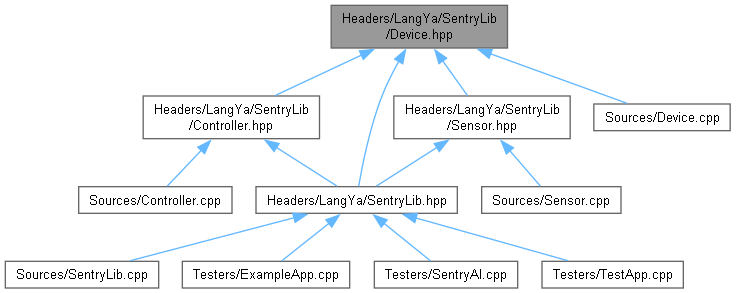 Headers/LangYa/SentryLib
/Device.hpp
Headers/LangYa/SentryLib
/Controller.hpp
Headers/LangYa/SentryLib
/Sensor.hpp
Sources/Device.cpp
Sources/Controller.cpp
Headers/LangYa/SentryLib.hpp
Sources/Sensor.cpp
Sources/SentryLib.cpp
Testers/ExampleApp.cpp
Testers/SentryAI.cpp
Testers/TestApp.cpp